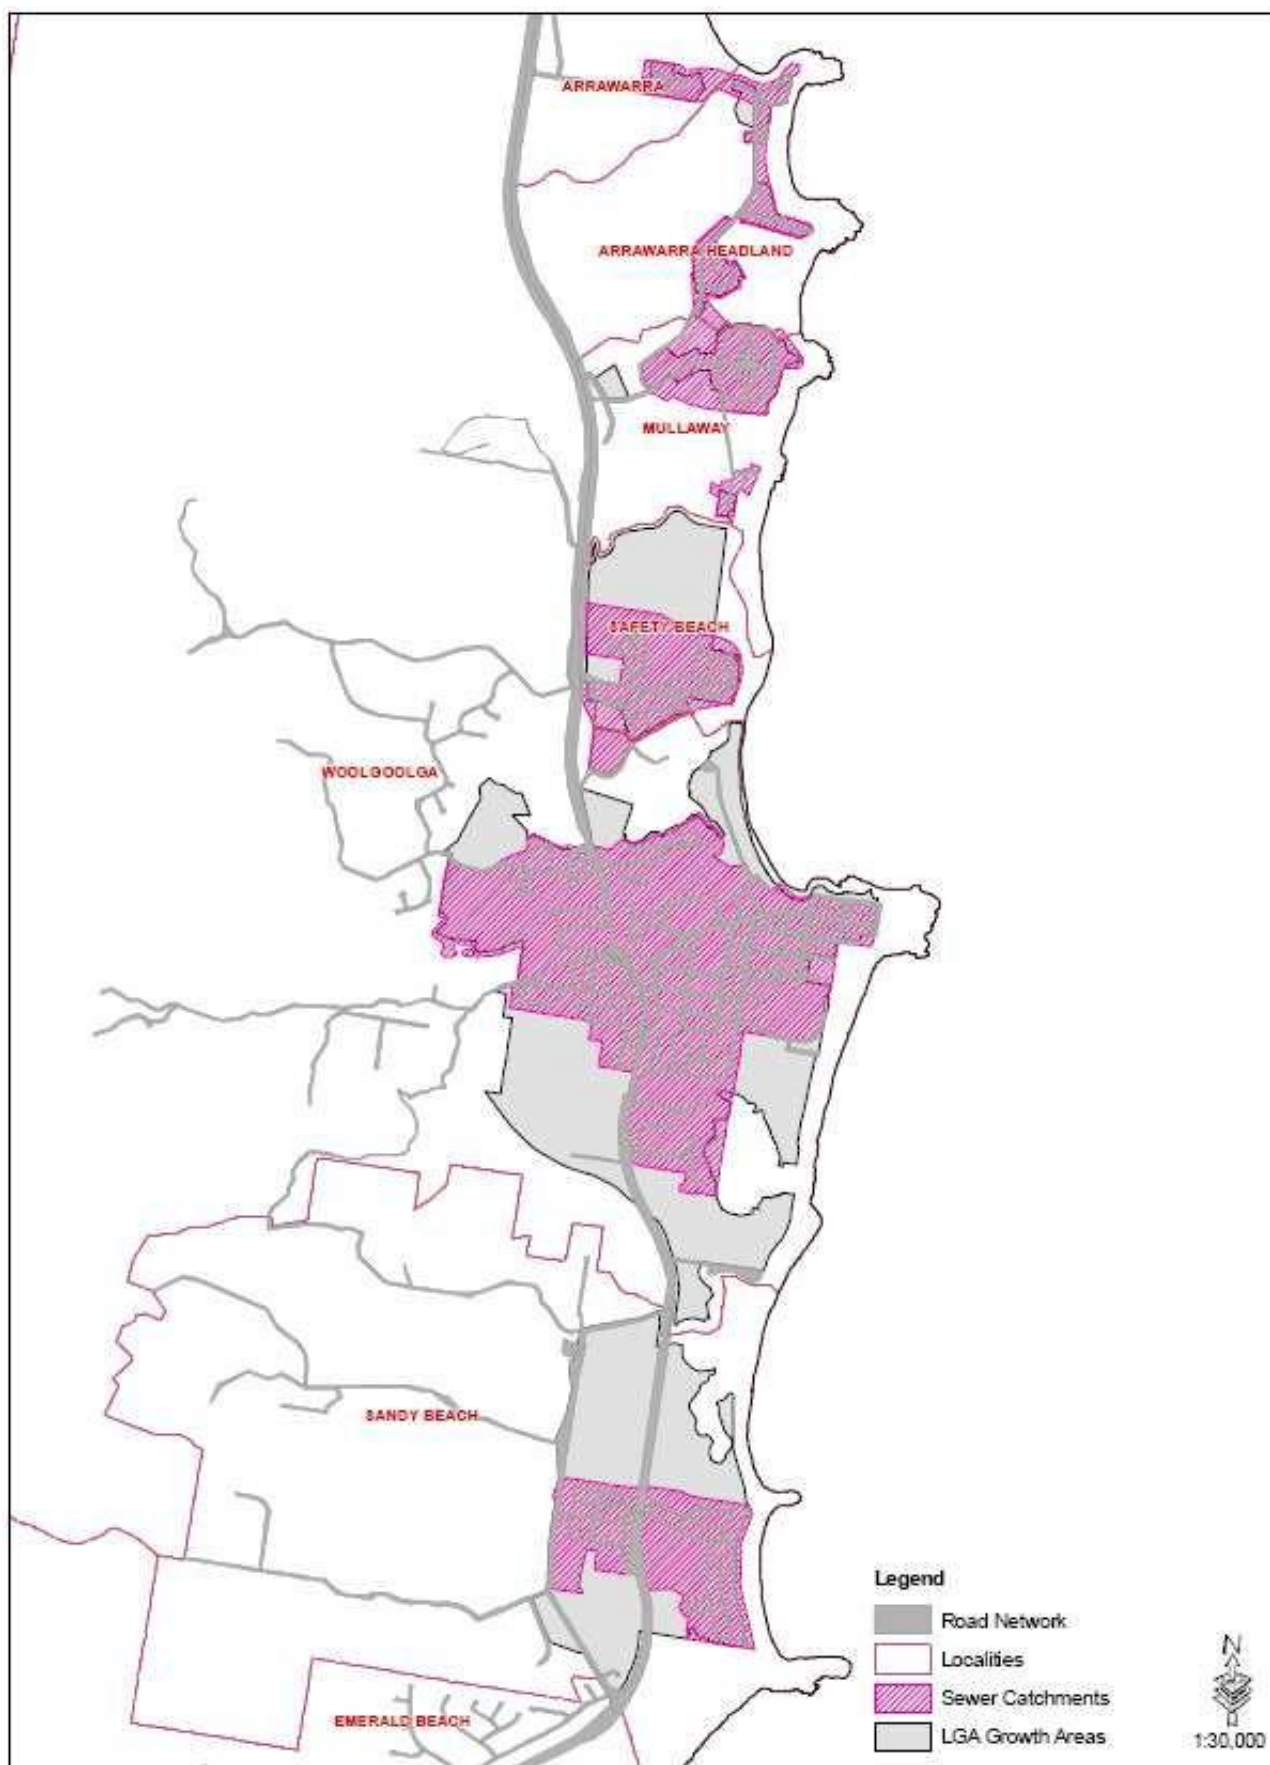 ARRAWARRA
ARRAWARRA HEADLAND
MULLAWAY
SAFETY BEACH
WOOLGOOLGA
SANDY BEACH
EMERALD BEACH
Legend
Road Network
Localities
Sewer Catchments
LGA Growth Areas
N
1:30,000